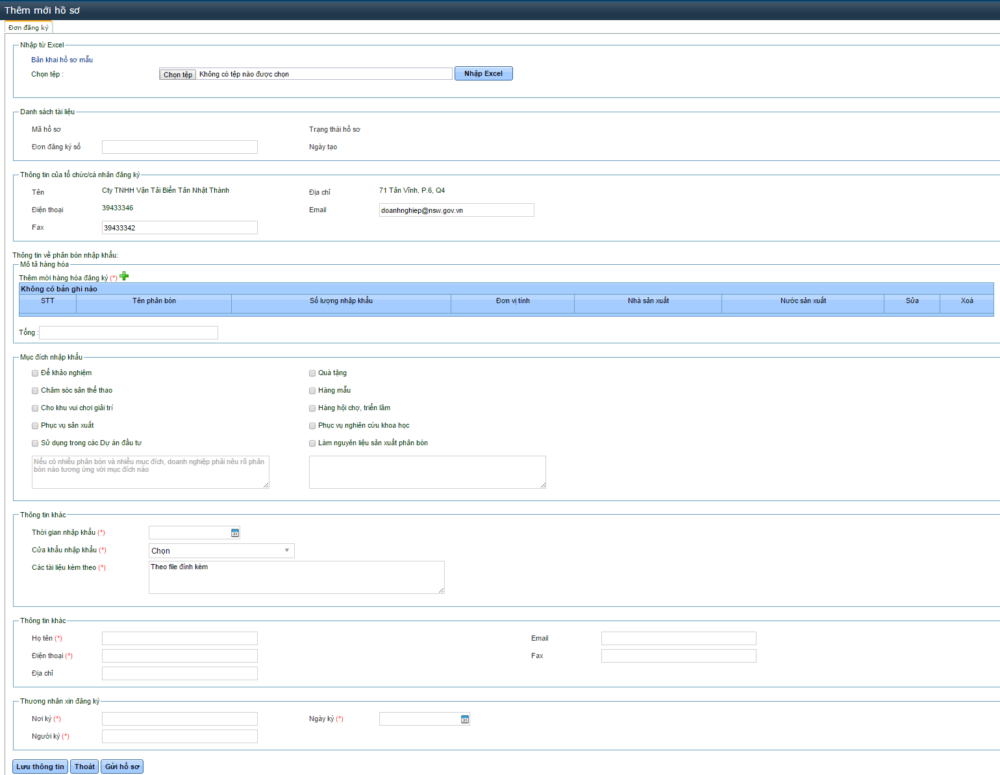 Thêm mới hồ sơ
Đơn đăng ký
Nhập từ Excel
Bản khai hồ sơ mẫu
Chọn tệp : Chọn tệp Không có tệp nào được chọn Nhập Excel
Danh sách tài liệu
Mã hồ sơ Trạng thái hồ sơ
Đơn đăng ký số Ngày tạo
Thông tin của tổ chức/cá nhân đăng ký
Tên Cty TNHH Vận Tải Biển Tân Nhật Thành Địa chỉ 71 Tân Vĩnh, P.6, Q4
Điện thoại 39433346 Email doanhnghiep@nsw.gov.vn
Fax 39433342
Thông tin về phân bón nhập khẩu:
Mô tả hàng hóa
Thêm mới hàng hóa đăng ký (*)
Không có bản ghi nào
STT Tên phân bón Số lượng nhập khẩu Đơn vị tính Nhà sản xuất Nước sản xuất Sửa Xoá
Tổng :
Mục đích nhập khẩu
Để khảo nghiệm Quà tặng
Chăm sóc sân thể thao Hàng mẫu
Cho khu vui chơi giải trí Hàng hội chợ, triển lãm
Phục vụ sản xuất Phục vụ nghiên cứu khoa học
Sử dụng trong các Dự án đầu tư Làm nguyên liệu sản xuất phân bón
Nếu có nhiều phân bón và nhiều mục đích, doanh nghiệp phải nêu rõ phân
bón nào tương ứng với mục đích nào
Thông tin khác
Thời gian nhập khẩu (*)
Cửa khẩu nhập khẩu (*) Chọn
Các tài liệu kèm theo (*) Theo file đính kèm
Thông tin khác
Họ tên (*) Email
Điện thoại (*) Fax
Địa chỉ
Thương nhân xin đăng ký
Nơi ký (*) Ngày ký (*)
Người ký (*)
Lưu thông tin Thoát Gửi hồ sơ